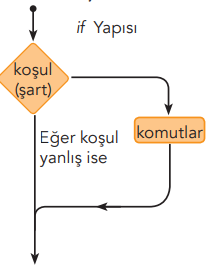 if Yapısı
koşul
(şart)
Eğer koşul
yanlış ise
komutlar